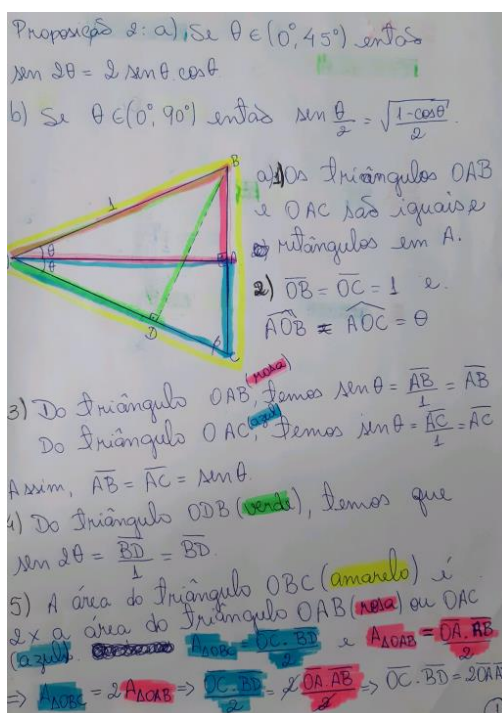 Proposição 2: a) Se θ ∈ (0°, 45°) então
sen 2θ = 2 senθ.cosθ
b) Se θ ∈ (0°, 90°) então sen θ/2 = √((1-cosθ)/2).
B
1
θ
θ
A
D
C
a) 1) Os triângulos OAB
e OAC são iguais e
retângulos em A.
2) OB̅ = OC̅ = 1 e
AÔB = AÔC = θ
(rosa)
3) Do triângulo OAB, temos senθ = AB̅/1 = AB̅
(azul)
Do triângulo OAC, temos senθ = AC̅/1 = AC̅
Assim, AB̅ = AC̅ = senθ.
4) Do triângulo ODB (verde), temos que
sen 2θ = BD̅/1 = BD̅.
5) A área do triângulo OBC (amarelo) é
2x a área do triângulo OAB (rosa) ou OAC
(azul). A△OBC = OC̅.BD̅/2 e A△OAB = OA̅.AB̅/2
=> A△OBC = 2A△OAB => OC̅.BD̅/2 = 2 OA̅.AB̅/2 => OC̅.BD̅ = 2OA̅